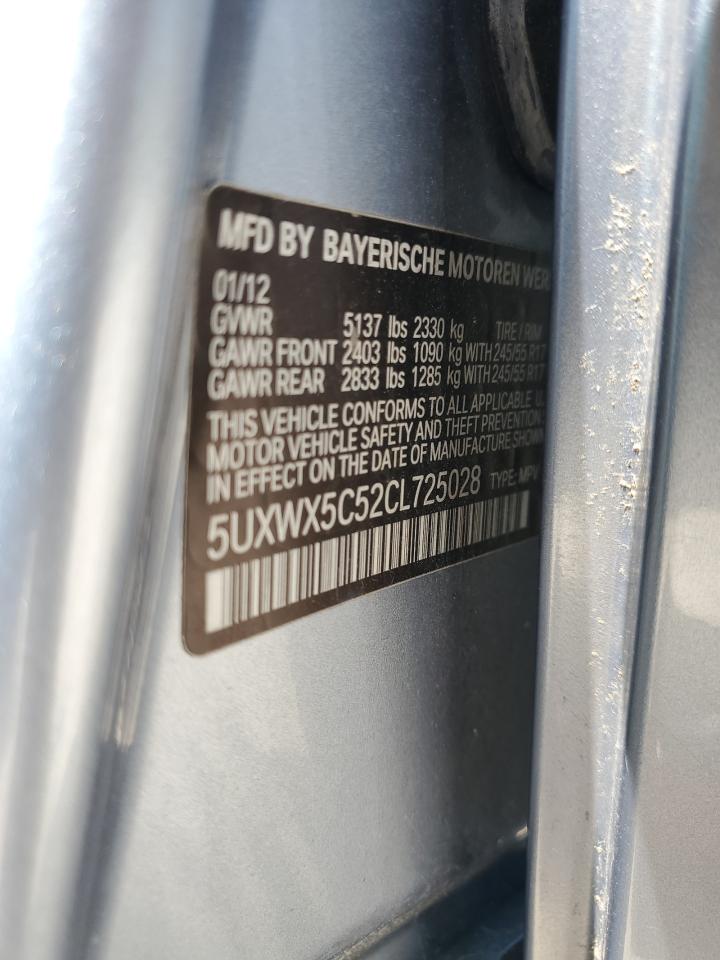 MFD BY BAYERISCHE MOTOREN WER
01/12
GVWR 5137 lbs 2330 kg TIRE / RIM
GAWR FRONT 2403 lbs 1090 kg WITH 245/55 R17
GAWR REAR 2833 lbs 1285 kg WITH 245/55 R17
THIS VEHICLE CONFORMS TO ALL APPLICABLE U
MOTOR VEHICLE SAFETY AND THEFT PREVENTION
IN EFFECT ON THE DATE OF MANUFACTURE SHOWN
5UXWX5C52CL725028 TYPE: MPV